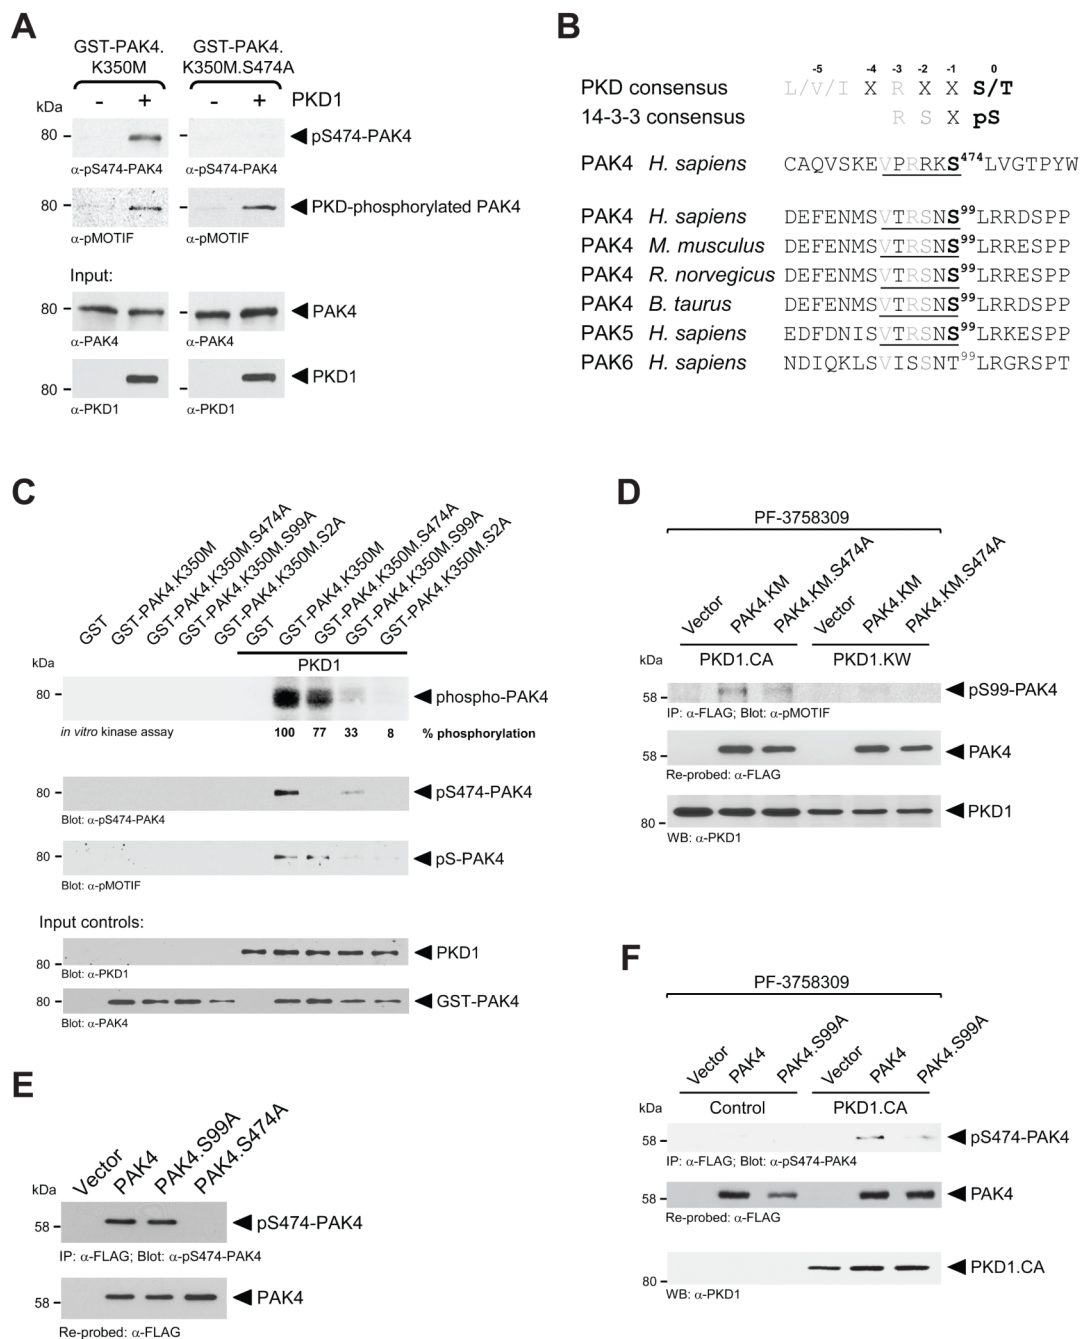 A
GST-PAK4.
K350M
GST-PAK4.
K350M.S474A
kDa
- + - + PKD1
80
pS474-PAK4
α-pS474-PAK4 α-pS474-PAK4
80
PKD-phosphorylated PAK4
α-pMOTIF α-pMOTIF
Input:
80
PAK4
α-PAK4 α-PAK4
80
PKD1
α-PKD1 α-PKD1
B
-5 -4 -3 -2 -1 0
PKD consensus L/V/I X R X X S/T
14-3-3 consensus R S X pS
PAK4 H. sapiens CAQVSKEVPRRKS474LVGTPYW
PAK4 H. sapiens DEFENMSVTRSNS99LRRDSPP
PAK4 M. musculus DEFENMSVTRSNS99LRRESPP
PAK4 R. norvegicus DEFENMSVTRSNS99LRRESPP
PAK4 B. taurus DEFENMSVTRSNS99LRRDSPP
PAK5 H. sapiens EDFDNISVTRSNS99LRKESPP
PAK6 H. sapiens NDIQKLSVISSNT99LRGRSPT
C
GST
GST-PAK4.K350M
GST-PAK4.K350M.S474A
GST-PAK4.K350M.S99A
GST-PAK4.K350M.S2A
GST
GST-PAK4.K350M
GST-PAK4.K350M.S474A
GST-PAK4.K350M.S99A
GST-PAK4.K350M.S2A
kDa
PKD1
80
phospho-PAK4
in vitro kinase assay 100 77 33 8 % phosphorylation
80
pS474-PAK4
Blot: α-pS474-PAK4
80
pS-PAK4
Blot: α-pMOTIF
Input controls:
PKD1
80
Blot: α-PKD1
80
GST-PAK4
Blot: α-PAK4
D
PF-3758309
Vector
PAK4.KM
PAK4.KM.S474A
Vector
PAK4.KM
PAK4.KM.S474A
kDa
PKD1.CA PKD1.KW
58
pS99-PAK4
IP: α-FLAG; Blot: α-pMOTIF
58
PAK4
Re-probed: α-FLAG
PKD1
80
WB: α-PKD1
E
Vector
PAK4
PAK4.S99A
PAK4.S474A
kDa
58
pS474-PAK4
IP: α-FLAG; Blot: α-pS474-PAK4
58
PAK4
Re-probed: α-FLAG
F
PF-3758309
Vector
PAK4
PAK4.S99A
Vector
PAK4
PAK4.S99A
kDa
Control PKD1.CA
58
pS474-PAK4
IP: α-FLAG; Blot: α-pS474-PAK4
58
PAK4
Re-probed: α-FLAG
PKD1.CA
80
WB: α-PKD1